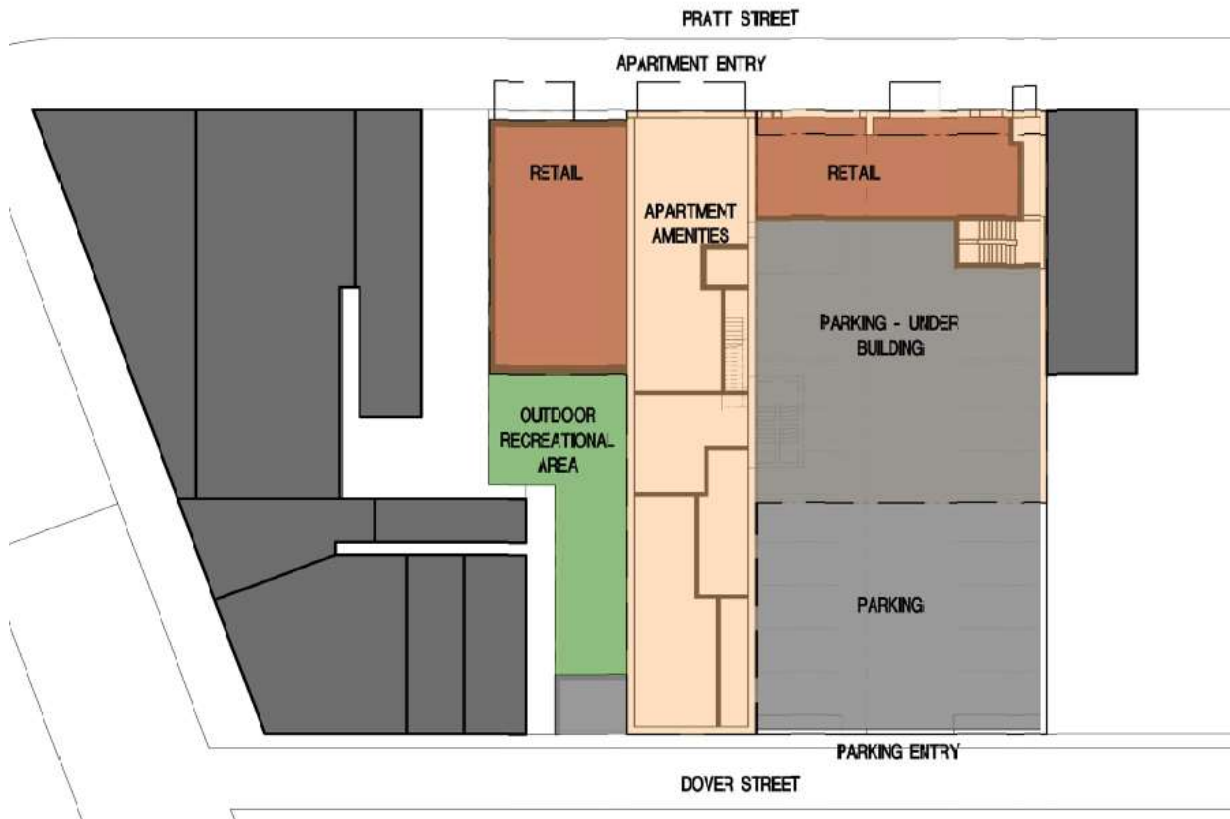 PRATT STREET
APARTMENT ENTRY
RETAIL
RETAIL
APARTMENT
AMENITIES
PARKING - UNDER
BUILDING
OUTDOOR
RECREATIONAL
AREA
PARKING
PARKING ENTRY
DOVER STREET